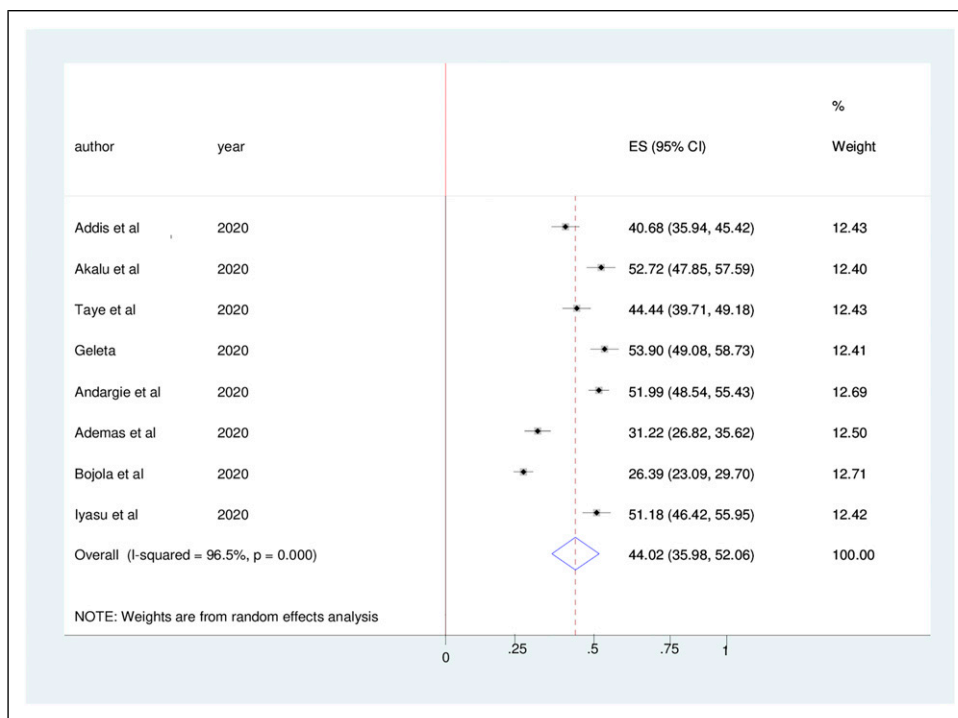 %
author year ES (95% CI) Weight
Addis et al 2020 40.68 (35.94, 45.42) 12.43
Akalu et al 2020 52.72 (47.85, 57.59) 12.40
Taye et al 2020 44.44 (39.71, 49.18) 12.43
Geleta 2020 53.90 (49.08, 58.73) 12.41
Andargie et al 2020 51.99 (48.54, 55.43) 12.69
Ademas et al 2020 31.22 (26.82, 35.62) 12.50
Bojola et al 2020 26.39 (23.09, 29.70) 12.71
Iyasu et al 2020 51.18 (46.42, 55.95) 12.42
Overall (I-squared = 96.5%, p = 0.000) 44.02 (35.98, 52.06) 100.00
NOTE: Weights are from random effects analysis
0 .25 .5 .75 1